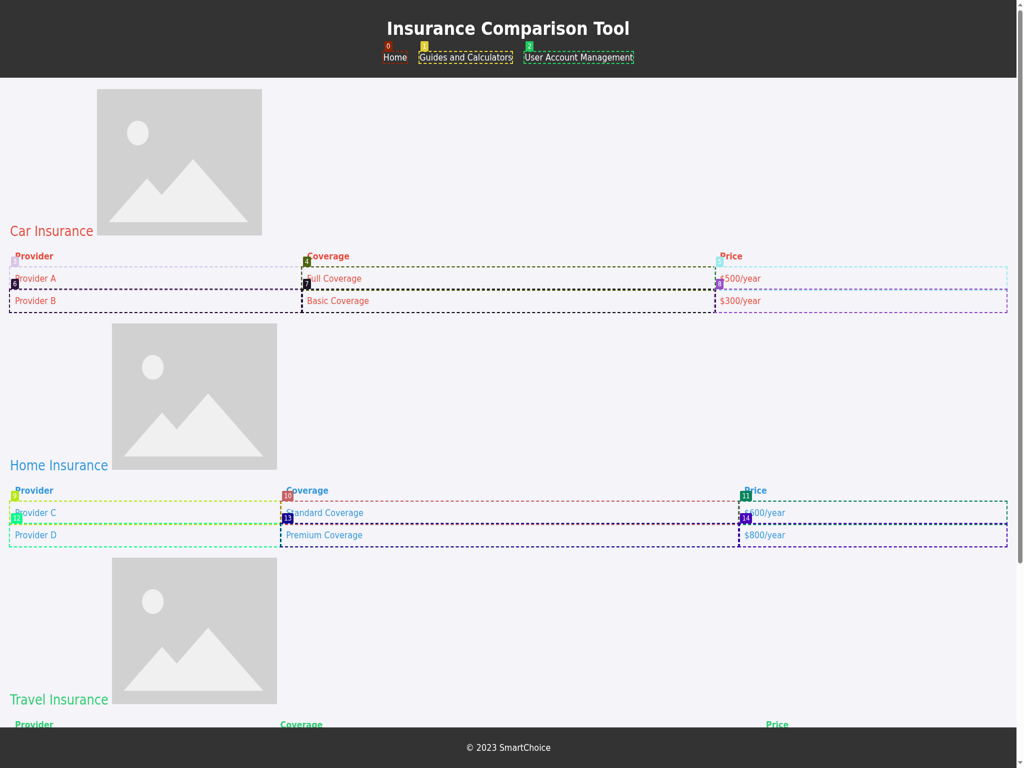 Insurance Comparison Tool
0 1 2
Home Guides and Calculators User Account Management
Car Insurance
Provider Coverage Price
3 4 5
Provider A Full Coverage $500/year
6 7 8
Provider B Basic Coverage $300/year
Home Insurance
Provider Coverage Price
9 10 11
Provider C Standard Coverage $600/year
12 13 14
Provider D Premium Coverage $800/year
Travel Insurance
Provider Coverage Price
© 2023 SmartChoice